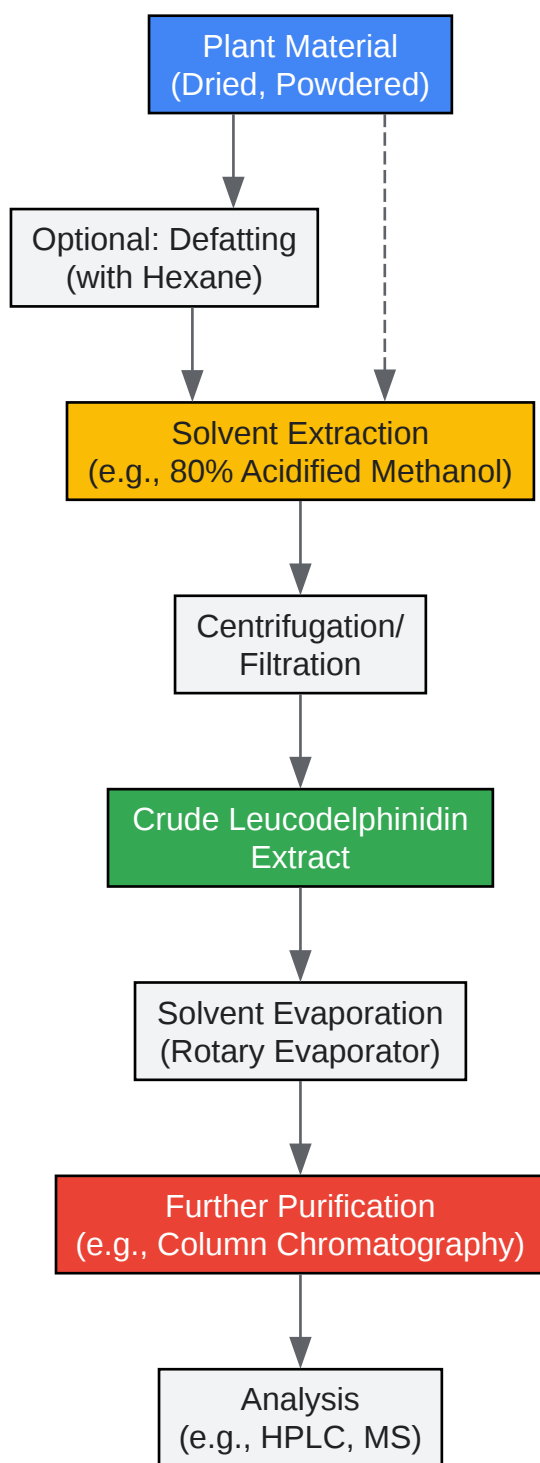 Plant Material
(Dried, Powdered)
Optional: Defatting
(with Hexane)
Solvent Extraction
(e.g., 80% Acidified Methanol)
Centrifugation/
Filtration
Crude Leucodelphinidin
Extract
Solvent Evaporation
(Rotary Evaporator)
Further Purification
(e.g., Column Chromatography)
Analysis
(e.g., HPLC, MS)